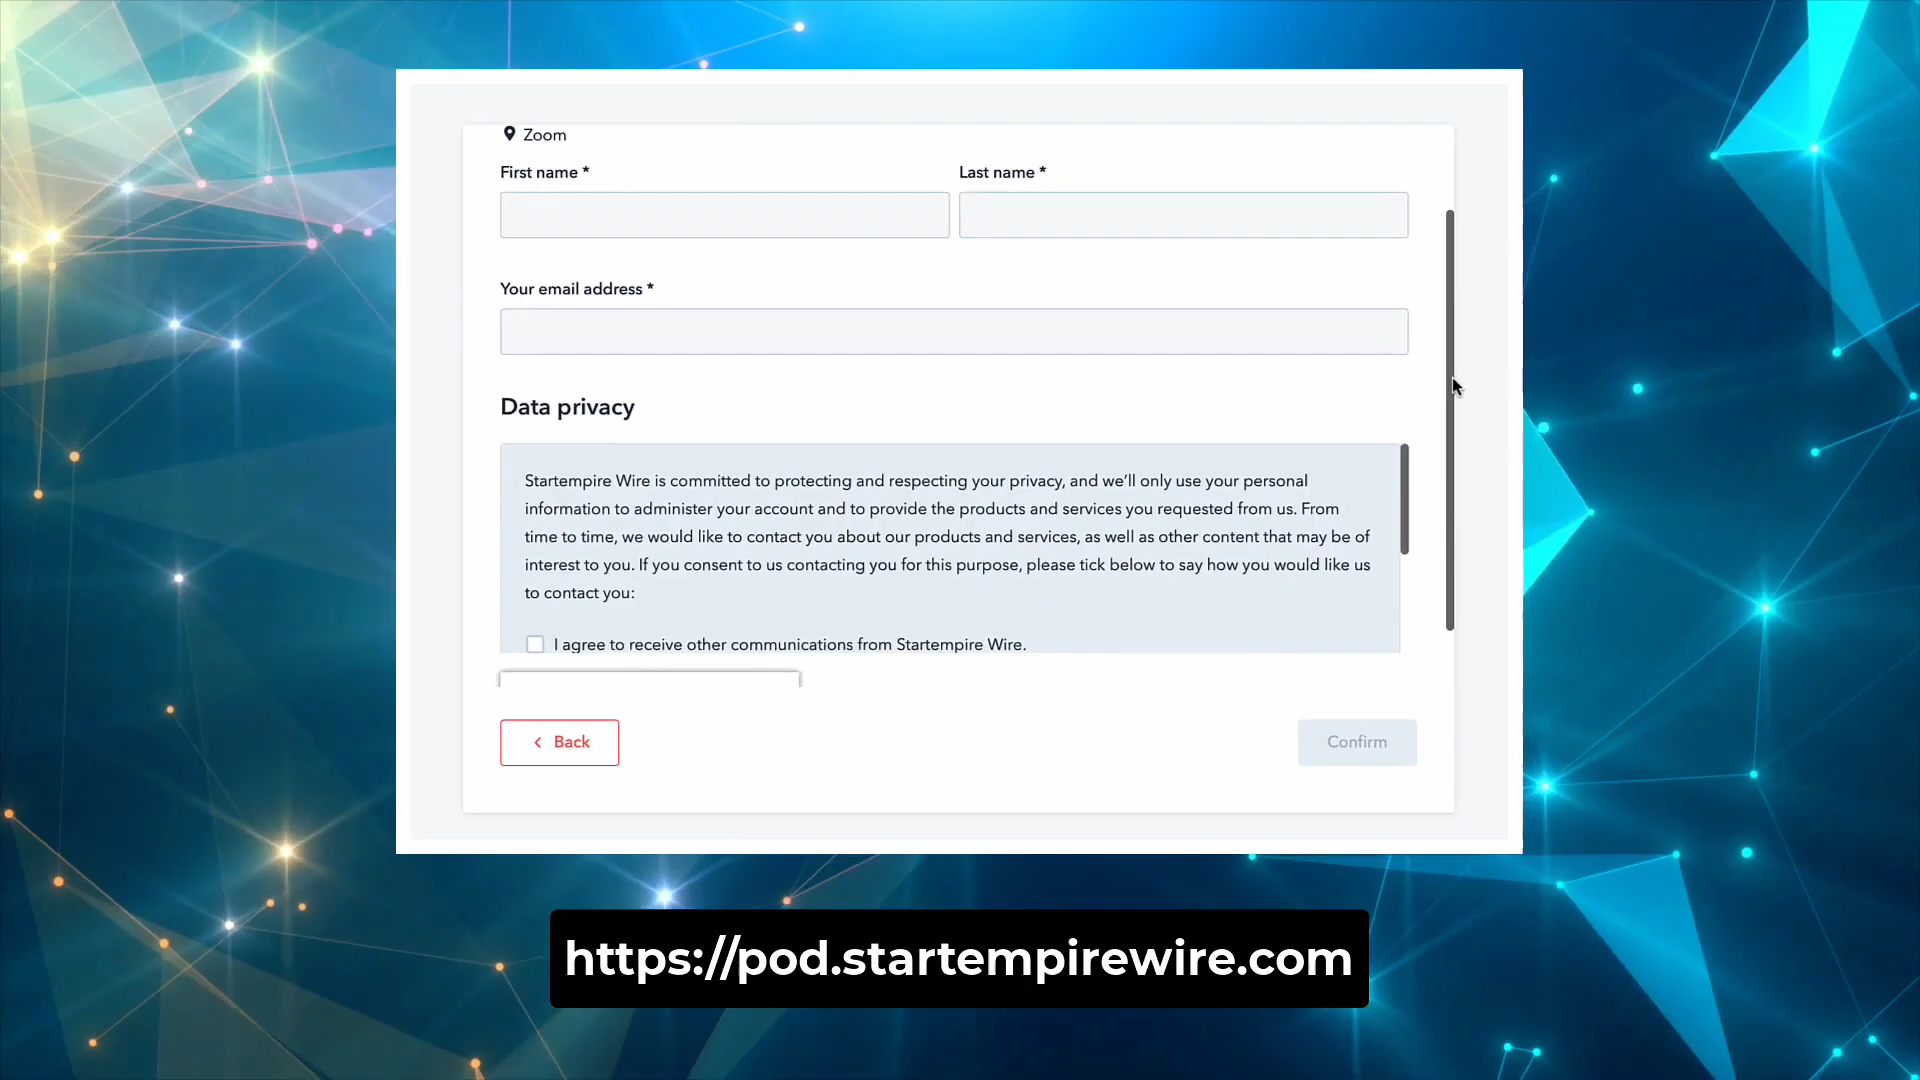 Zoom
First name *
Last name *
Your email address *
Data privacy
Startempire Wire is committed to protecting and respecting your privacy, and we’ll only use your personal
information to administer your account and to provide the products and services you requested from us. From
time to time, we would like to contact you about our products and services, as well as other content that may be of
interest to you. If you consent to us contacting you for this purpose, please tick below to say how you would like us
to contact you:
I agree to receive other communications from Startempire Wire.
Back
Confirm
https://pod.startempirewire.com